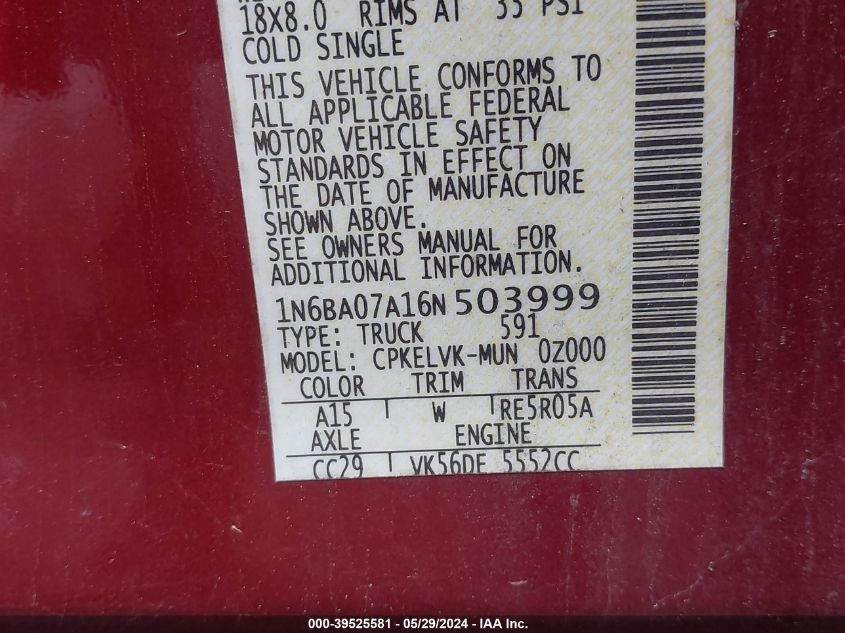 18X8.0 RIMS AT 35 PSI
COLD SINGLE
THIS VEHICLE CONFORMS TO
ALL APPLICABLE FEDERAL
MOTOR VEHICLE SAFETY
STANDARDS IN EFFECT ON
THE DATE OF MANUFACTURE
SHOWN ABOVE.
SEE OWNERS MANUAL FOR
ADDITIONAL INFORMATION.
1N6BA07A16N 503999
TYPE: TRUCK 591
MODEL: CPKELVK-MUN 0Z000
COLOR TRIM TRANS
A15 W RE5R05A
AXLE ENGINE
CC29 VK56DE 5552CC
000-39525581 - 05/29/2024 - IAA Inc.